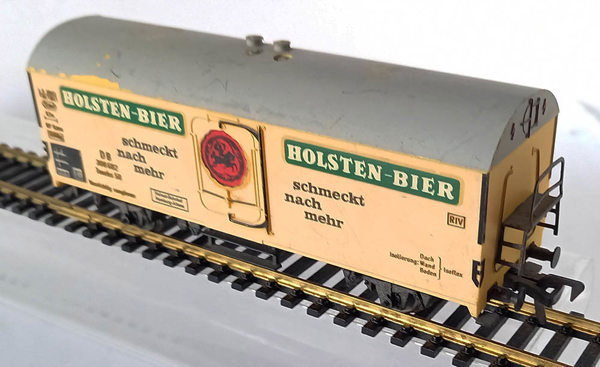 HOLSTEN-BIER
schmeckt
nach
mehr
DB
HOLSTEN-BIER
schmeckt
nach
mehr
RIV
Isolierung:
Dach
Wand
Boden
Isoflex